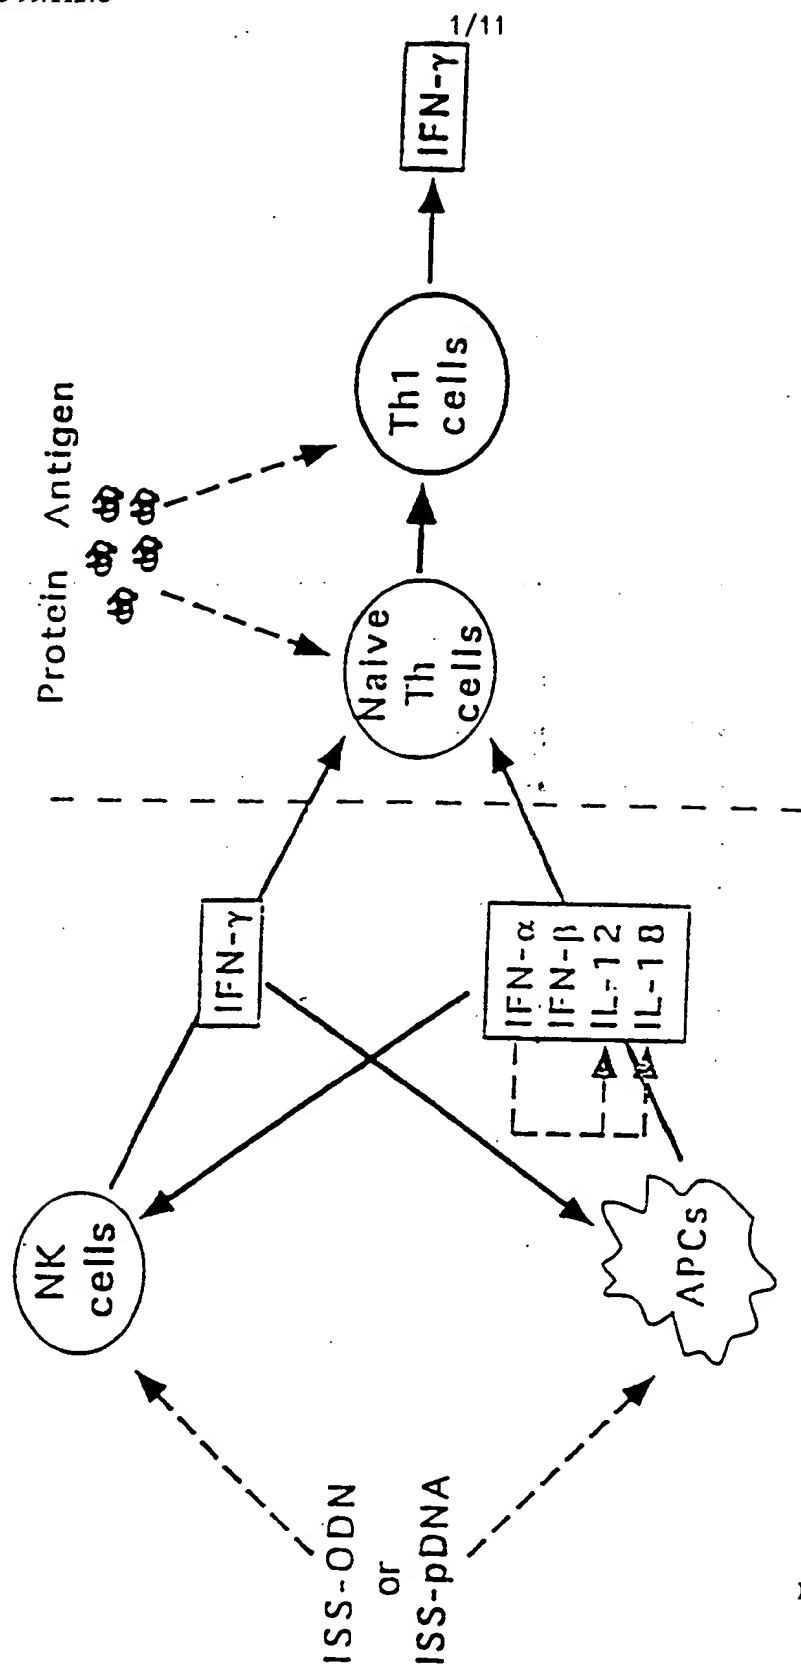 1/11
ISS-ODN
or
ISS-pDNA
NK
cells
APCs
IFN-γ
IFN-α
IFN-β
IL-12
IL-18
Protein Antigen
Naive
Th
cells
Th1
cells
IFN-γ